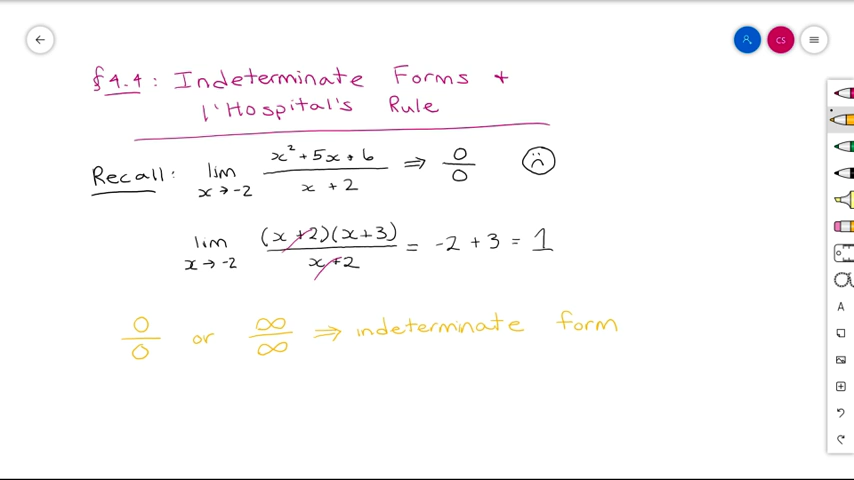 §4.4: Indeterminate Forms +
l'Hospital's Rule
Recall: lim x→-2 (x²+5x+6)/(x+2) ⇒ 0/0 ☹
lim x→-2 (x+2)(x+3)/(x+2) = -2+3 = 1
0/0 or ∞/∞ ⇒ indeterminate form
CS
A